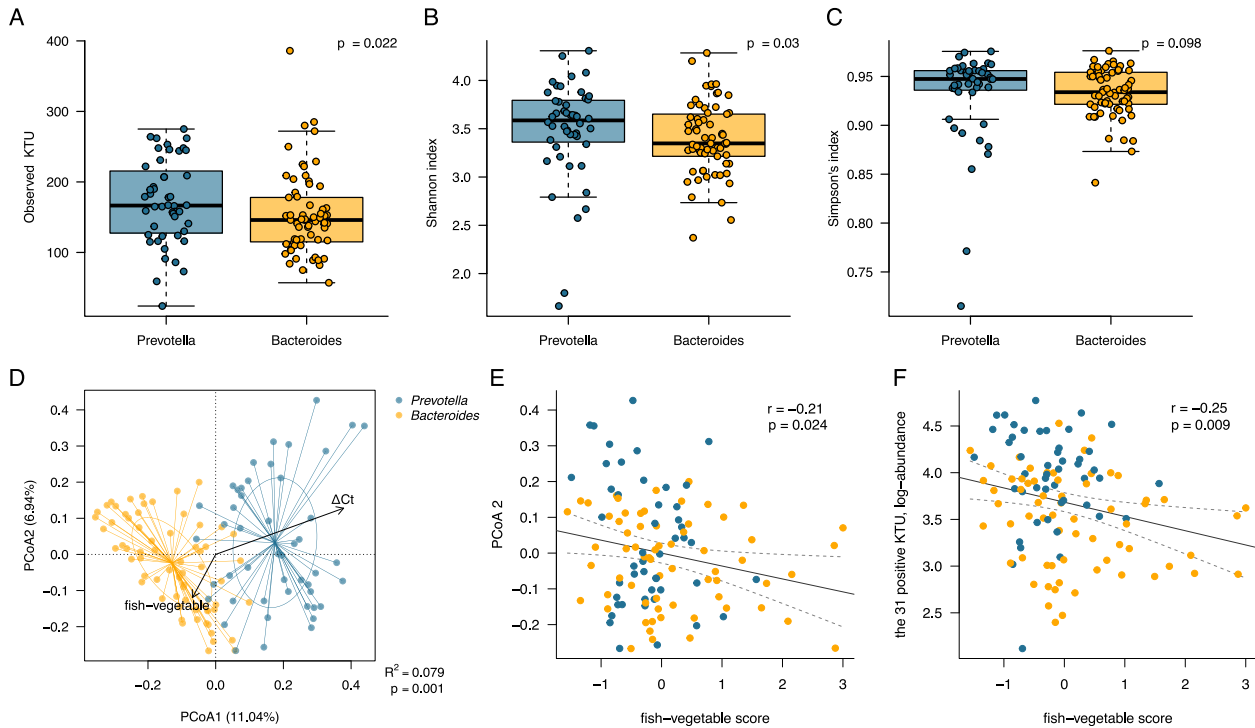 A
p = 0.022
Observed KTU
400
300
200
100
Prevotella
Bacteroides
B
p = 0.03
Shannon index
4.0
3.5
3.0
2.5
2.0
Prevotella
Bacteroides
C
p = 0.098
Simpson's index
0.95
0.90
0.85
0.80
0.75
Prevotella
Bacteroides
D
Prevotella
Bacteroides
PCoA2 (6.94%)
0.4
0.3
0.2
0.1
0.0
−0.1
−0.2
ΔCt
fish−vegetable
−0.2
0.0
0.2
0.4
PCoA1 (11.04%)
R² = 0.079
p = 0.001
E
r = −0.21
p = 0.024
PCoA 2
0.4
0.3
0.2
0.1
0.0
−0.1
−0.2
−1
0
1
2
3
fish−vegetable score
F
r = −0.25
p = 0.009
the 31 positive KTU, log−abundance
4.5
4.0
3.5
3.0
2.5
−1
0
1
2
3
fish−vegetable score